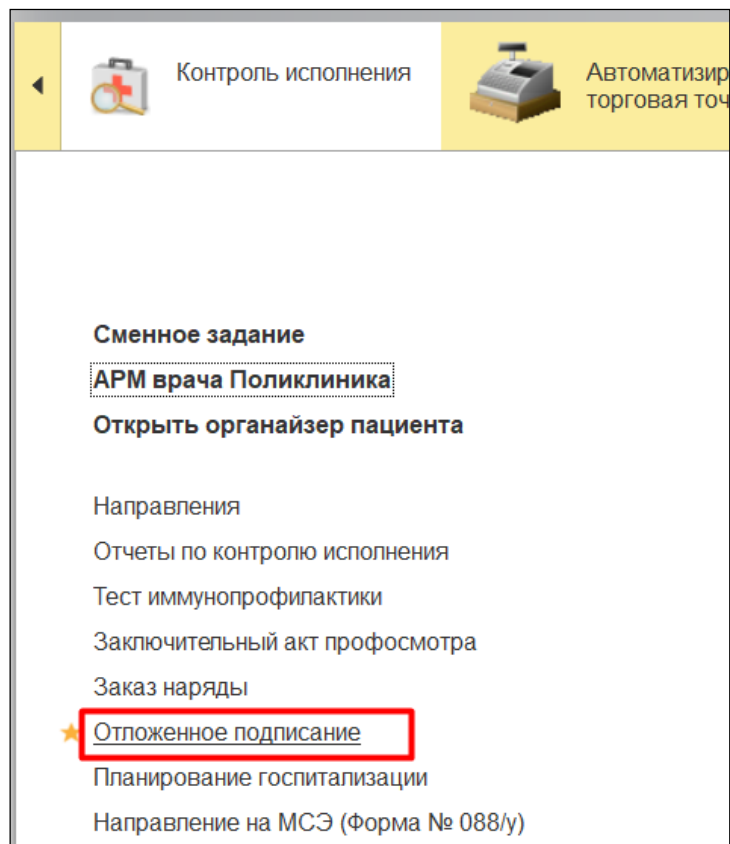 Контроль исполнения
Автоматизир
торговая точ
Сменное задание
АРМ врача Поликлиника
Открыть органайзер пациента
Направления
Отчеты по контролю исполнения
Тест иммунопрофилактики
Заключительный акт профосмотра
Заказ наряды
Отложенное подписание
Планирование госпитализации
Направление на МСЭ (Форма № 088/у)